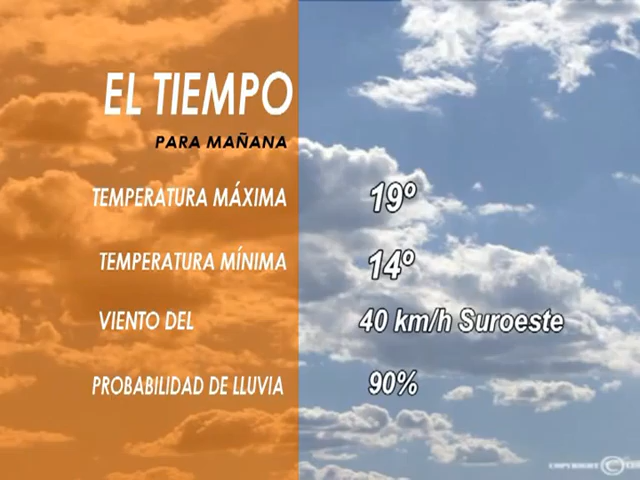 EL TIEMPO
PARA MAÑANA
TEMPERATURA MÁXIMA 19º
TEMPERATURA MÍNIMA 14º
VIENTO DEL 40 km/h Suroeste
PROBABILIDAD DE LLUVIA 90%
COPYRIGHT ©